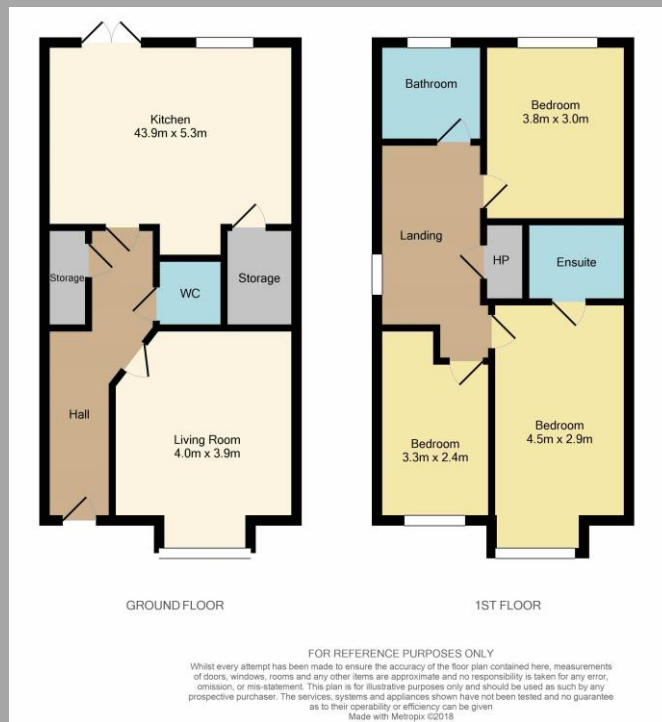 Kitchen
43.9m x 5.3m
Storage
WC
Storage
Hall
Living Room
4.0m x 3.9m
GROUND FLOOR
Bathroom
Bedroom
3.8m x 3.0m
Landing
HP
Ensuite
Bedroom
3.3m x 2.4m
Bedroom
4.5m x 2.9m
1ST FLOOR
FOR REFERENCE PURPOSES ONLY
Whilst every attempt has been made to ensure the accuracy of the floor plan contained here, measurements
of doors, windows, rooms and any other items are approximate and no responsibility is taken for any error,
omission, or mis-statement. This plan is for illustrative purposes only and should be used as such by any
prospective purchaser. The services, systems and appliances shown have not been tested and no guarantee
as to their operability or efficiency can be given
Made with Metropix ©2018